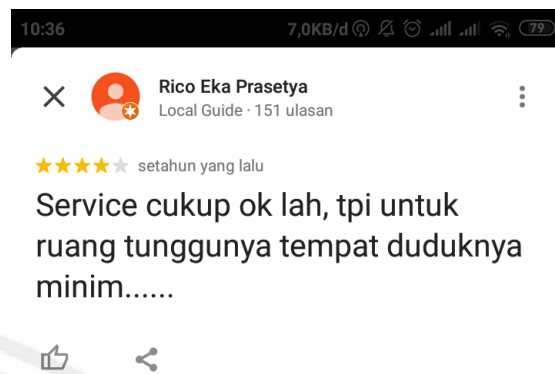 10:36 7,0KB/d 79
Rico Eka Prasetya
Local Guide · 151 ulasan
setahun yang lalu
Service cukup ok lah, tpi untuk
ruang tunggunya tempat duduknya
minim......